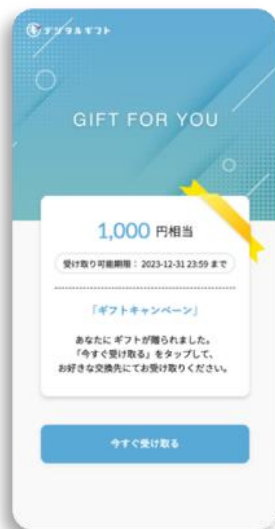 デジタルギフト
GIFT FOR YOU
1,000 円相当
受け取り可能期限： 2023-12-31 23:59 まで
「ギフトキャンペーン」
あなたに ギフトが贈られました。
「今すぐ受け取る」をタップして、
お好きな交換先にてお受け取りください。
今すぐ受け取る